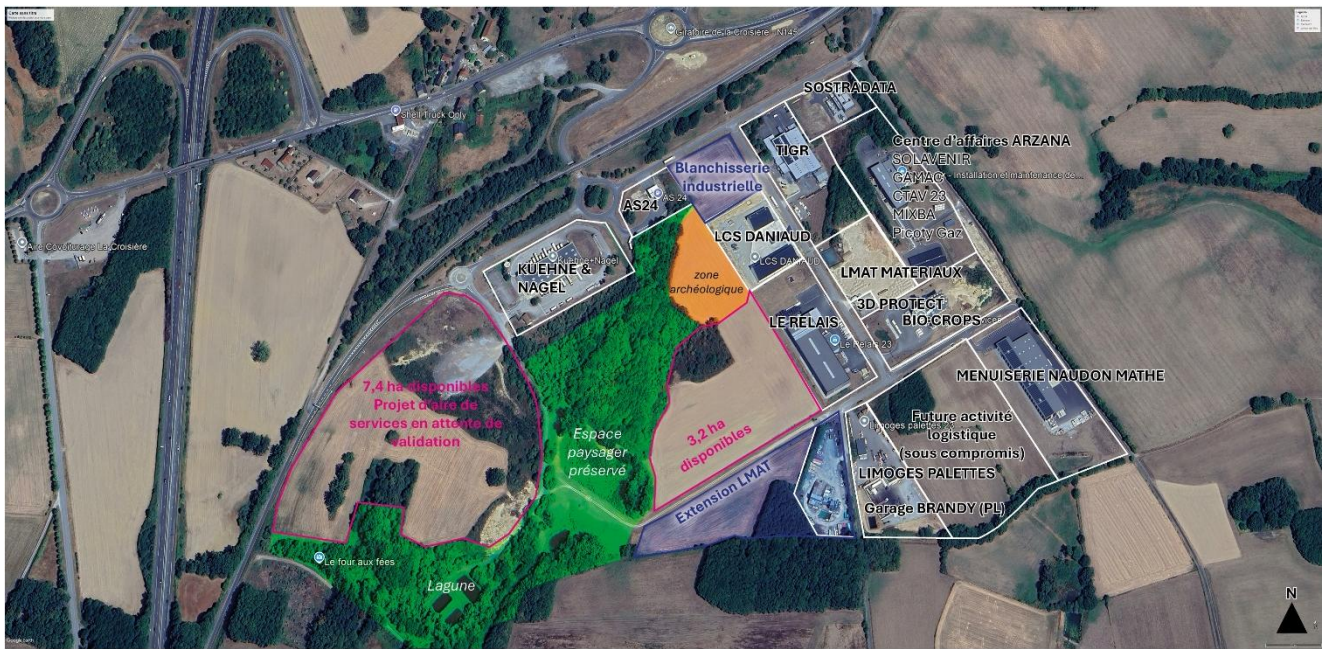 Giratoire de la Croisière - N145
Shell Truck Only
SOSTRADATA
TIGR
Centre d'affaires ARZANA
SOLAVENIR
GAMAC
- Installation et maintenance de...
CTAV 23
MIXBA
Picoty Gaz
Blanchisserie
industrielle
AS24
AS 24
Aire Covoiturage La Croisière
KUEHNE &
NAGEL
Kuehne+Nagel
LCS DANIAUD
LCS DANIAUD
zone
archéologique
LMAT MATERIAUX
3D PROTECT
BIO CROPS
LE RELAIS
Le Relais 23
MENUISERIE NAUDON MATHE
7,4 ha disponibles
Projet d'aire de
services en attente de
validation
Espace
paysager
préservé
3,2 ha
disponibles
Limoges palettes 23
Future activité
logistique
(sous compromis)
LIMOGES PALETTES
Extension LMAT
Garage BRANDY (PL)
Le four aux fées
Lagune
N
Google Earth